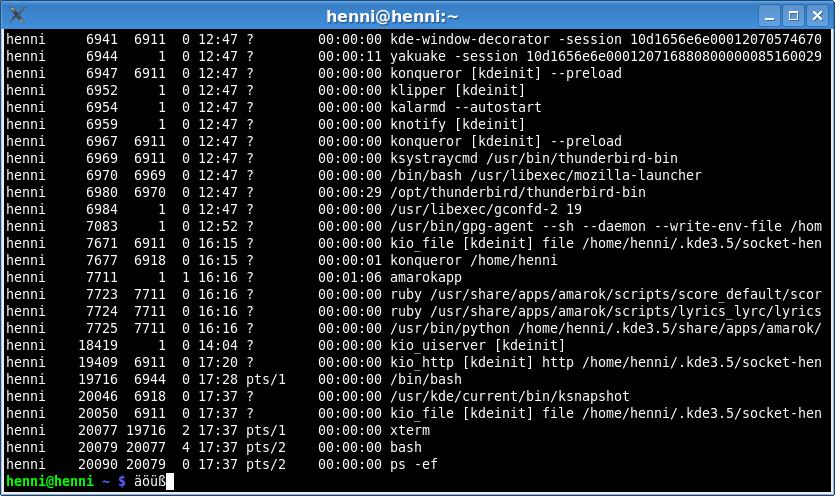 henni@henni:~
henni 6941 6911 0 12:47 ? 00:00:00 kde-window-decorator -session 10d1656e6e00012070574670
henni 6944 1 0 12:47 ? 00:00:11 yakuake -session 10d1656e6e000120716880800000085160029
henni 6947 6911 0 12:47 ? 00:00:00 konqueror [kdeinit] --preload
henni 6952 1 0 12:47 ? 00:00:00 klipper [kdeinit]
henni 6954 1 0 12:47 ? 00:00:00 kalarmd --autostart
henni 6959 1 0 12:47 ? 00:00:00 knotify [kdeinit]
henni 6967 6911 0 12:47 ? 00:00:00 konqueror [kdeinit] --preload
henni 6969 6911 0 12:47 ? 00:00:00 ksystraycmd /usr/bin/thunderbird-bin
henni 6970 6969 0 12:47 ? 00:00:00 /bin/bash /usr/libexec/mozilla-launcher
henni 6980 6970 0 12:47 ? 00:00:29 /opt/thunderbird/thunderbird-bin
henni 6984 1 0 12:47 ? 00:00:00 /usr/libexec/gconfd-2 19
henni 7083 1 0 12:52 ? 00:00:00 /usr/bin/gpg-agent --sh --daemon --write-env-file /hom
henni 7671 6911 0 16:15 ? 00:00:00 kio_file [kdeinit] file /home/henni/.kde3.5/socket-hen
henni 7677 6918 0 16:15 ? 00:00:01 konqueror /home/henni
henni 7711 1 1 16:16 ? 00:01:06 amarokapp
henni 7723 7711 0 16:16 ? 00:00:00 ruby /usr/share/apps/amarok/scripts/score_default/scor
henni 7724 7711 0 16:16 ? 00:00:00 ruby /usr/share/apps/amarok/scripts/lyrics_lyrc/lyrics
henni 7725 7711 0 16:16 ? 00:00:00 /usr/bin/python /home/henni/.kde3.5/share/apps/amarok/
henni 18419 1 0 14:04 ? 00:00:00 kio_uiserver [kdeinit]
henni 19409 6911 0 17:20 ? 00:00:00 kio_http [kdeinit] http /home/henni/.kde3.5/socket-hen
henni 19716 6944 0 17:28 pts/1 00:00:00 /bin/bash
henni 20046 6918 0 17:37 ? 00:00:00 /usr/kde/current/bin/ksnapshot
henni 20050 6911 0 17:37 ? 00:00:00 kio_file [kdeinit] file /home/henni/.kde3.5/socket-hen
henni 20077 19716 2 17:37 pts/1 00:00:00 xterm
henni 20079 20077 4 17:37 pts/2 00:00:00 bash
henni 20090 20079 0 17:37 pts/2 00:00:00 ps -ef
henni@henni ~ $ äöüß